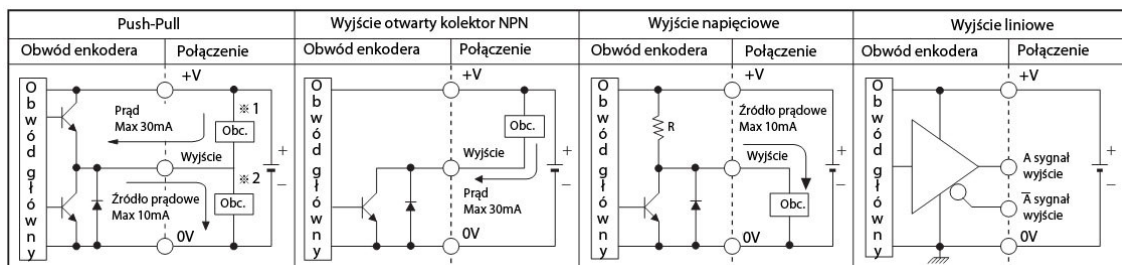 Push-Pull
Obwód enkodera
Połączenie
Obwód główny
+V
Prąd
Max 30mA
※1
Obc.
Wyjście
※2
Źródło prądowe
Max 10mA
Obc.
+
−
0V
Wyjście otwarty kolektor NPN
Obwód enkodera
Połączenie
Obwód główny
+V
Obc.
Wyjście
Prąd
Max 30mA
+
−
0V
Wyjście napięciowe
Obwód enkodera
Połączenie
Obwód główny
+V
R
Źródło prądowe
Max 10mA
Wyjście
Obc.
+
−
0V
Wyjście liniowe
Obwód enkodera
Połączenie
Obwód główny
+V
A sygnał
wyjście
A̅ sygnał
wyjście
+
−
0V